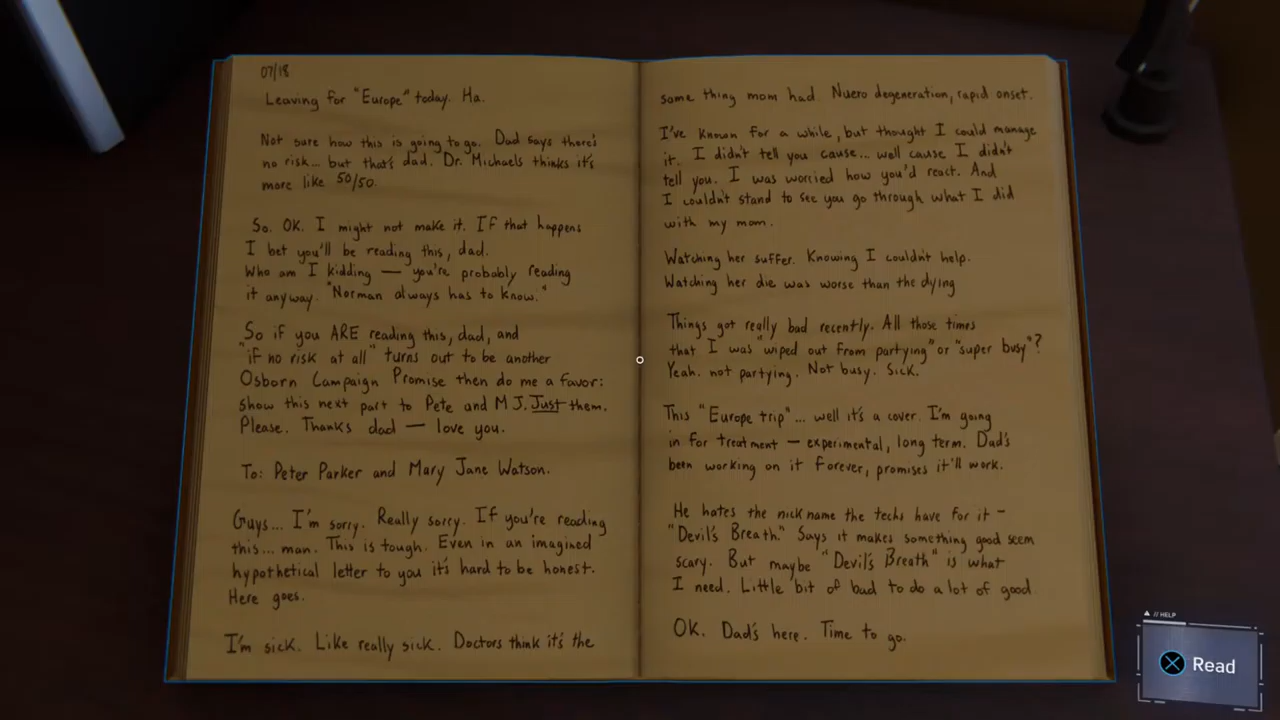 07/18
Leaving for "Europe" today. Ha.
Not sure how this is going to go. Dad says there's
no risk... but that's dad. Dr. Michaels thinks it's
more like 50/50.
So. OK. I might not make it. If that happens
I bet you'll be reading this, dad.
Who am I kidding — you're probably reading
it anyway. "Norman always has to know."
So if you ARE reading this, dad, and
"if no risk at all" turns out to be another
Osborn Campaign Promise then do me a favor:
show this next part to Pete and MJ. Just them.
Please. Thanks dad — love you.
To: Peter Parker and Mary Jane Watson.
Guys... I'm sorry. Really sorry. If you're reading
this... man. This is tough. Even in an imagined
hypothetical letter to you it's hard to be honest.
Here goes.
I'm sick. Like really sick. Doctors think it's the
same thing mom had. Nuero degeneration, rapid onset.
I've known for a while, but thought I could manage
it. I didn't tell you cause... well cause I didn't
tell you. I was worried how you'd react. And
I couldn't stand to see you go through what I did
with my mom.
Watching her suffer. Knowing I couldn't help.
Watching her die was worse than the dying
Things got really bad recently. All those times
that I was "wiped out from partying" or "super busy"?
Yeah. not partying. Not busy. Sick.
This "Europe trip"... well it's a cover. I'm going
in for treatment — experimental, long term. Dad's
been working on it forever, promises it'll work.
He hates the nickname the techs have for it -
"Devil's Breath." Says it makes something good seem
scary. But maybe "Devil's Breath" is what
I need. Little bit of bad to do a lot of good.
OK. Dad's here. Time to go.
// HELP
Read